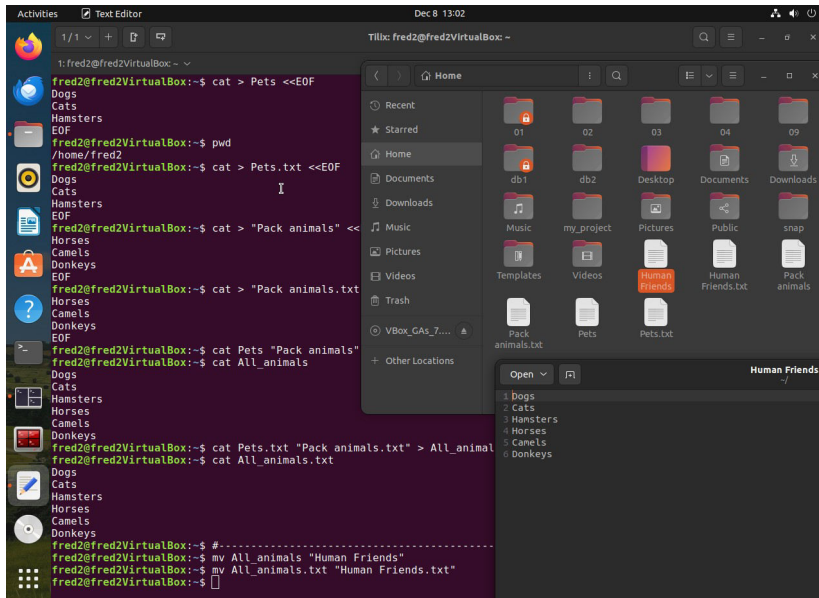 Activities Text Editor Dec 8 13:02
1 / 1
Tilix: fred2@fred2VirtualBox: ~
1: fred2@fred2VirtualBox: ~
fred2@fred2VirtualBox:~$ cat > Pets <<EOF
Dogs
Cats
Hamsters
EOF
fred2@fred2VirtualBox:~$ pwd
/home/fred2
fred2@fred2VirtualBox:~$ cat > Pets.txt <<EOF
Dogs
Cats
Hamsters
EOF
fred2@fred2VirtualBox:~$ cat > "Pack animals" <<
Horses
Camels
Donkeys
EOF
fred2@fred2VirtualBox:~$ cat > "Pack animals.txt
Horses
Camels
Donkeys
EOF
fred2@fred2VirtualBox:~$ cat Pets "Pack animals"
fred2@fred2VirtualBox:~$ cat All_animals
Dogs
Cats
Hamsters
Horses
Camels
Donkeys
fred2@fred2VirtualBox:~$ cat Pets.txt "Pack animals.txt" > All_animal
fred2@fred2VirtualBox:~$ cat All_animals.txt
Dogs
Cats
Hamsters
Horses
Camels
Donkeys
fred2@fred2VirtualBox:~$ #----------------------------------
fred2@fred2VirtualBox:~$ mv All_animals "Human Friends"
fred2@fred2VirtualBox:~$ mv All_animals.txt "Human Friends.txt"
fred2@fred2VirtualBox:~$
Home
Recent
Starred
Home
Documents
Downloads
Music
Pictures
Videos
Trash
VBox_GAs_7....
Other Locations
01 02 03 04 09
db1 db2 Desktop Documents Downloads
Music my_project Pictures Public snap
Templates Videos Human Friends Human Friends.txt Pack animals
Pack animals.txt Pets Pets.txt
Open
Human Friends
~/
1 Dogs
2 Cats
3 Hamsters
4 Horses
5 Camels
6 Donkeys